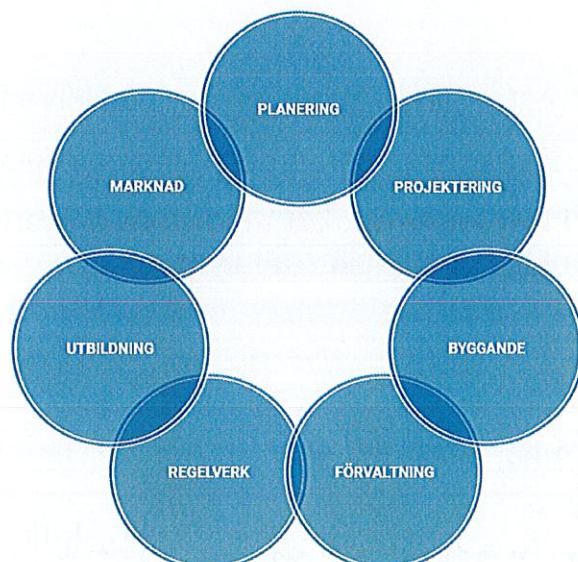 PLANERING
PROJEKTERING
BYGGANDE
FÖRVALTNING
REGELVERK
UTBILDNING
MARKNAD